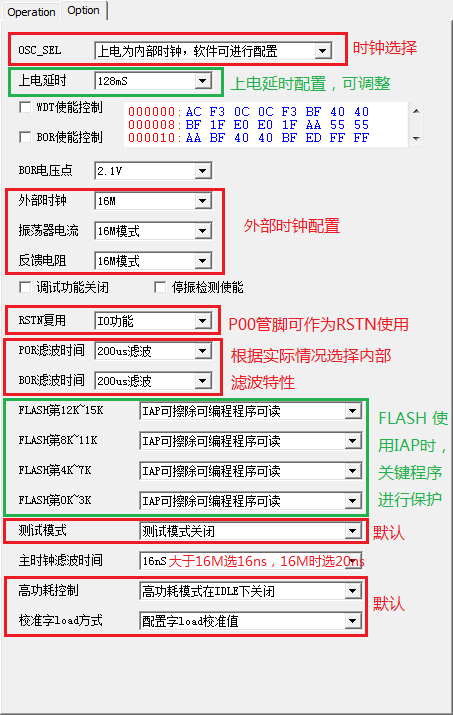 Operation Option
OSC_SEL 上电为内部时钟，软件可进行配置 时钟选择
上电延时 128mS 上电延时配置，可调整
WDT使能控制
BOR使能控制
000000: AC F3 0C 0C F3 BF 40 40
000008: BF 1F E0 E0 1F AA 55 55
000010: AA BF 40 40 BF ED FF FF
BOR电压点 2.1V
外部时钟 16M
振荡器电流 16M模式
反馈电阻 16M模式
外部时钟配置
调试功能关闭 停振检测使能
RSTN复用 IO功能 P00管脚可作为RSTN使用
POR滤波时间 200us滤波
BOR滤波时间 200us滤波
根据实际情况选择内部
滤波特性
FLASH第12K~15K IAP可擦除可编程程序可读
FLASH第8K~11K IAP可擦除可编程程序可读
FLASH第4K~7K IAP可擦除可编程程序可读
FLASH第0K~3K IAP可擦除可编程程序可读
FLASH 使
用IAP时，
关键程序
进行保护
测试模式 测试模式关闭 默认
主时钟滤波时间 16nS 大于16M选16ns，16M时选20ns
高功耗控制 高功耗模式在IDLE下关闭
校准字load方式 配置字load校准值
默认